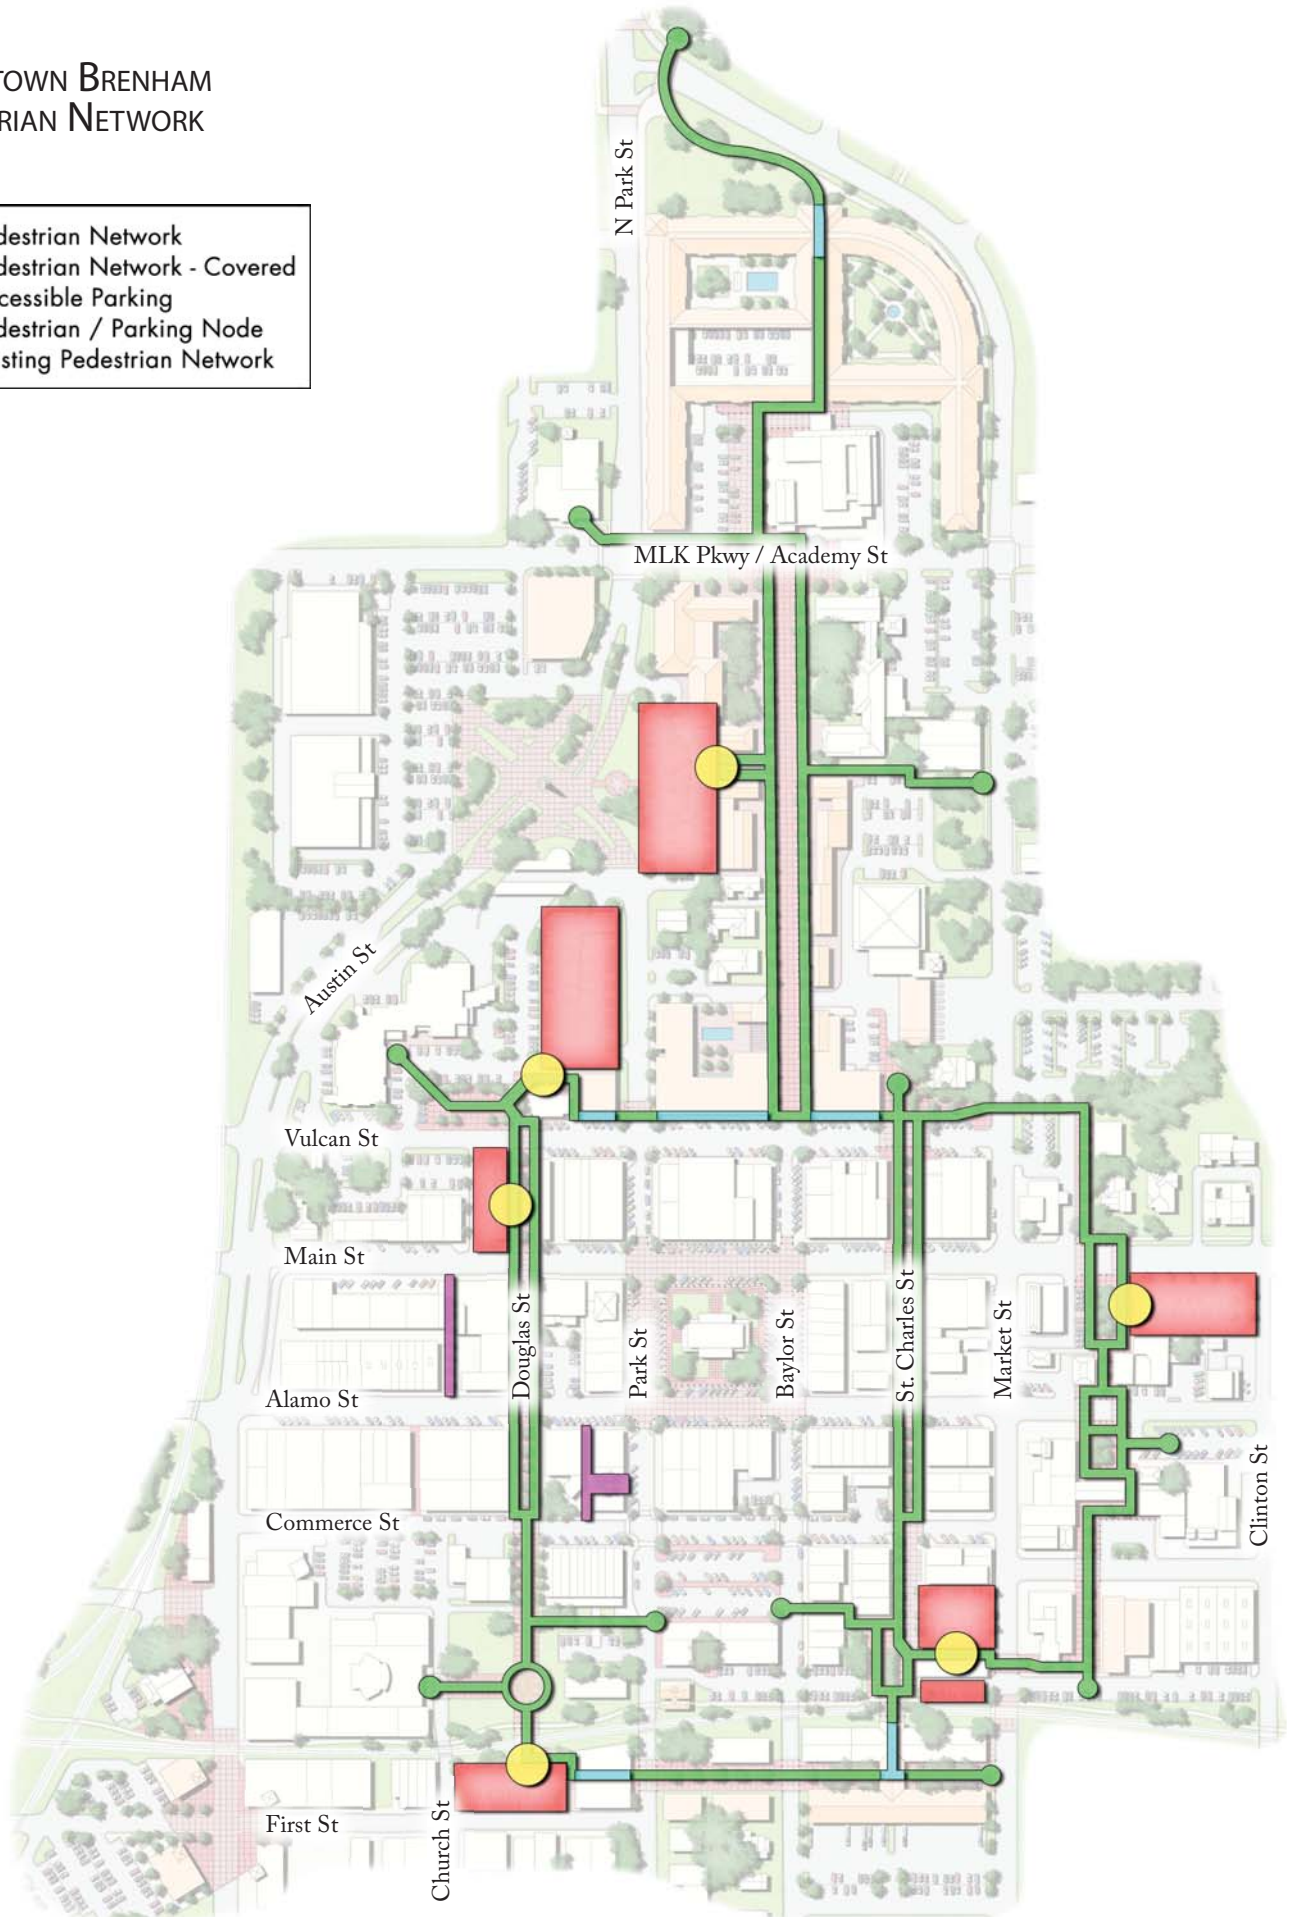 TOWN BRENHAM
RIAN NETWORK
destrian Network
destrian Network - Covered
cessible Parking
destrian / Parking Node
sting Pedestrian Network
N Park St
MLK Pkwy / Academy St
Austin St
Vulcan St
Main St
Douglas St
Park St
Baylor St
St. Charles St
Market St
Alamo St
Clinton St
Commerce St
First St
Church St